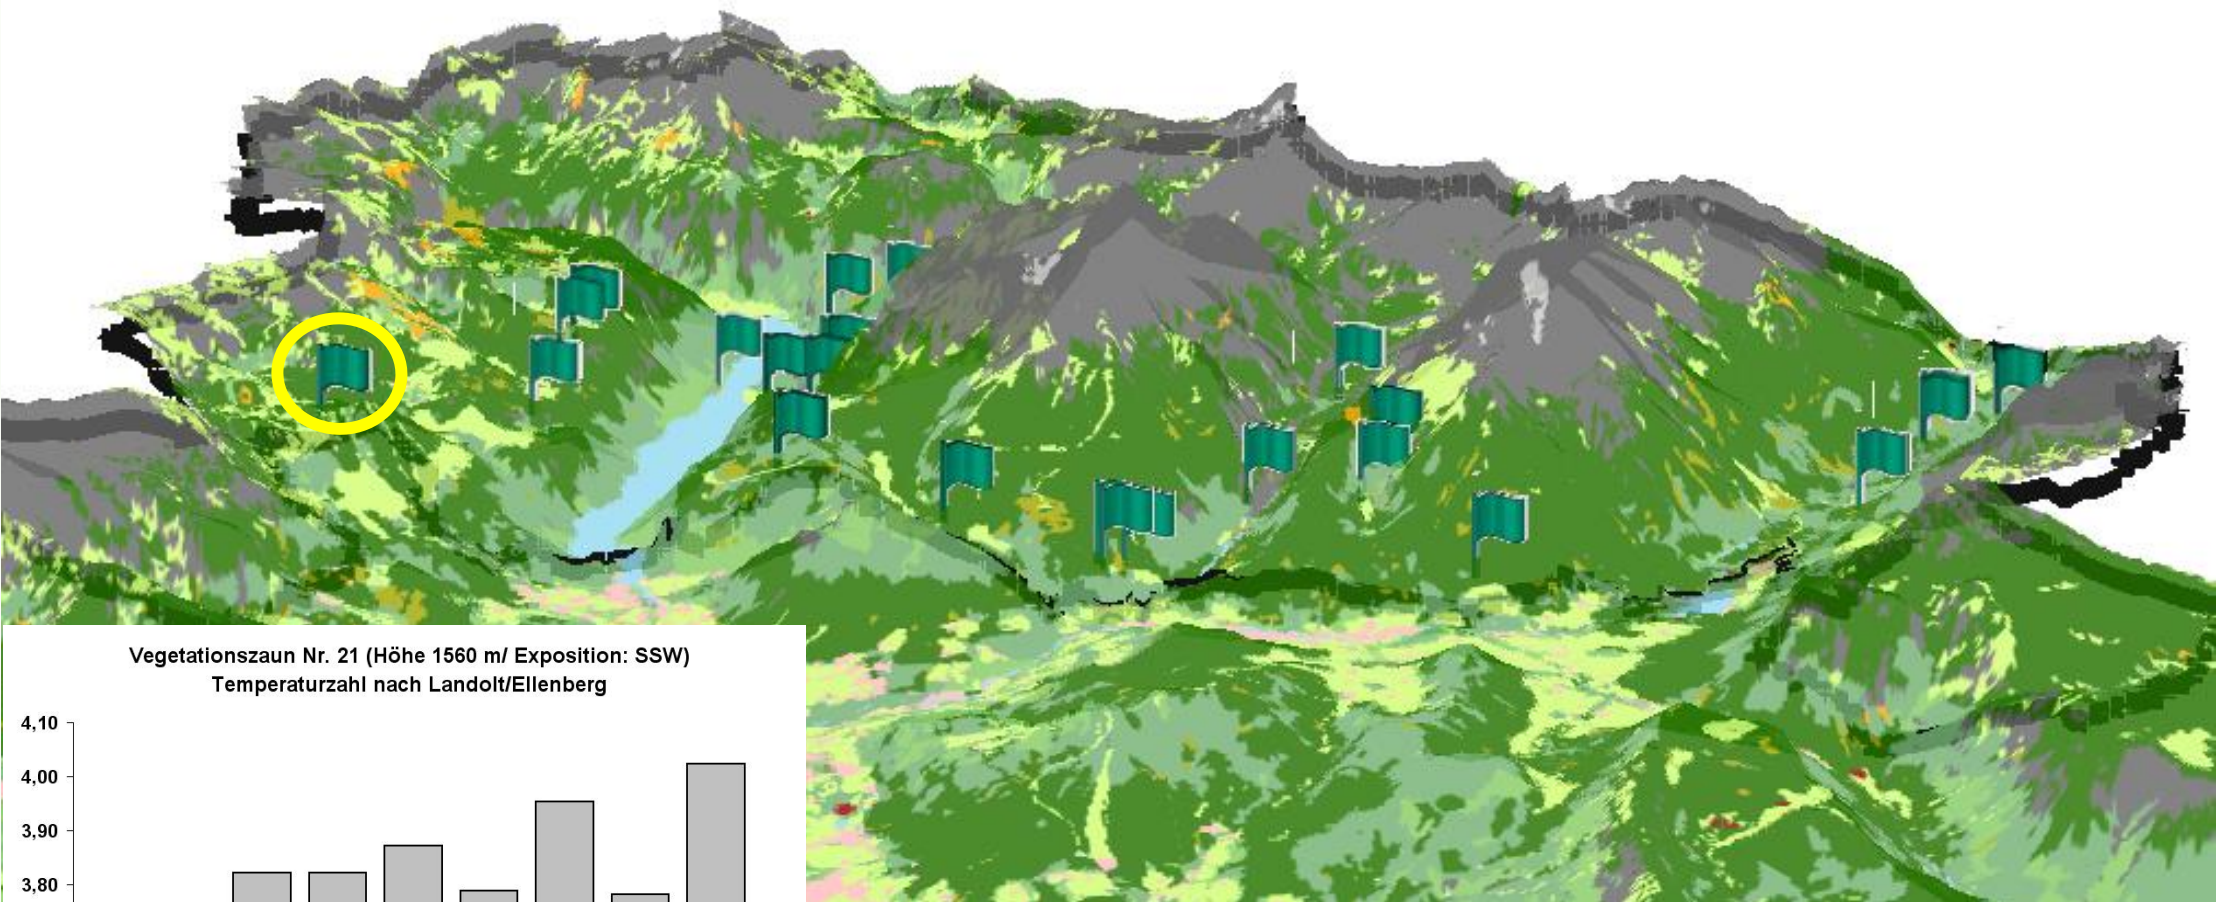 Vegetationszaun Nr. 21 (Höhe 1560 m/ Exposition: SSW)
Temperaturzahl nach Landolt/Ellenberg
4,10
4,00
3,90
3,80